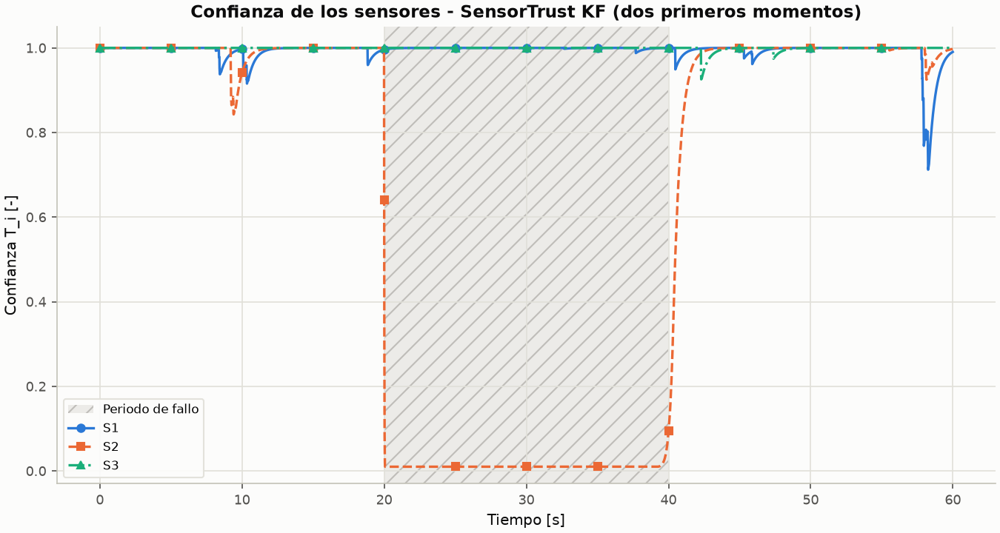 Confianza de los sensores - SensorTrust KF (dos primeros momentos)
Confianza T_i [-]
1.0
0.8
0.6
0.4
0.2
0.0
Periodo de fallo
S1
S2
S3
0 10 20 30 40 50 60
Tiempo [s]